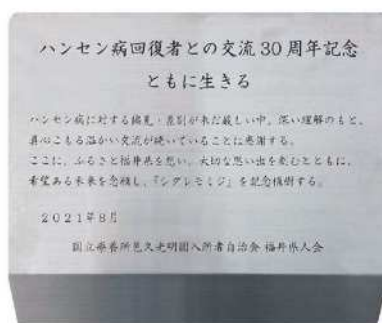 ハンセン病回復者との交流30周年記念
ともに生きる
ハンセン病に対する偏見・差別が未だ厳しい中、深い理解のもと、
真心こもる温かい交流が続いていることに感謝する。
ここに、ふるさと福井県を想い、大切な思い出を刻むとともに、
希望ある未来を念願し、『シダレモミジ』を記念植樹する。
2021年8月
国立療養所邑久光明園入所者自治会 福井県人会